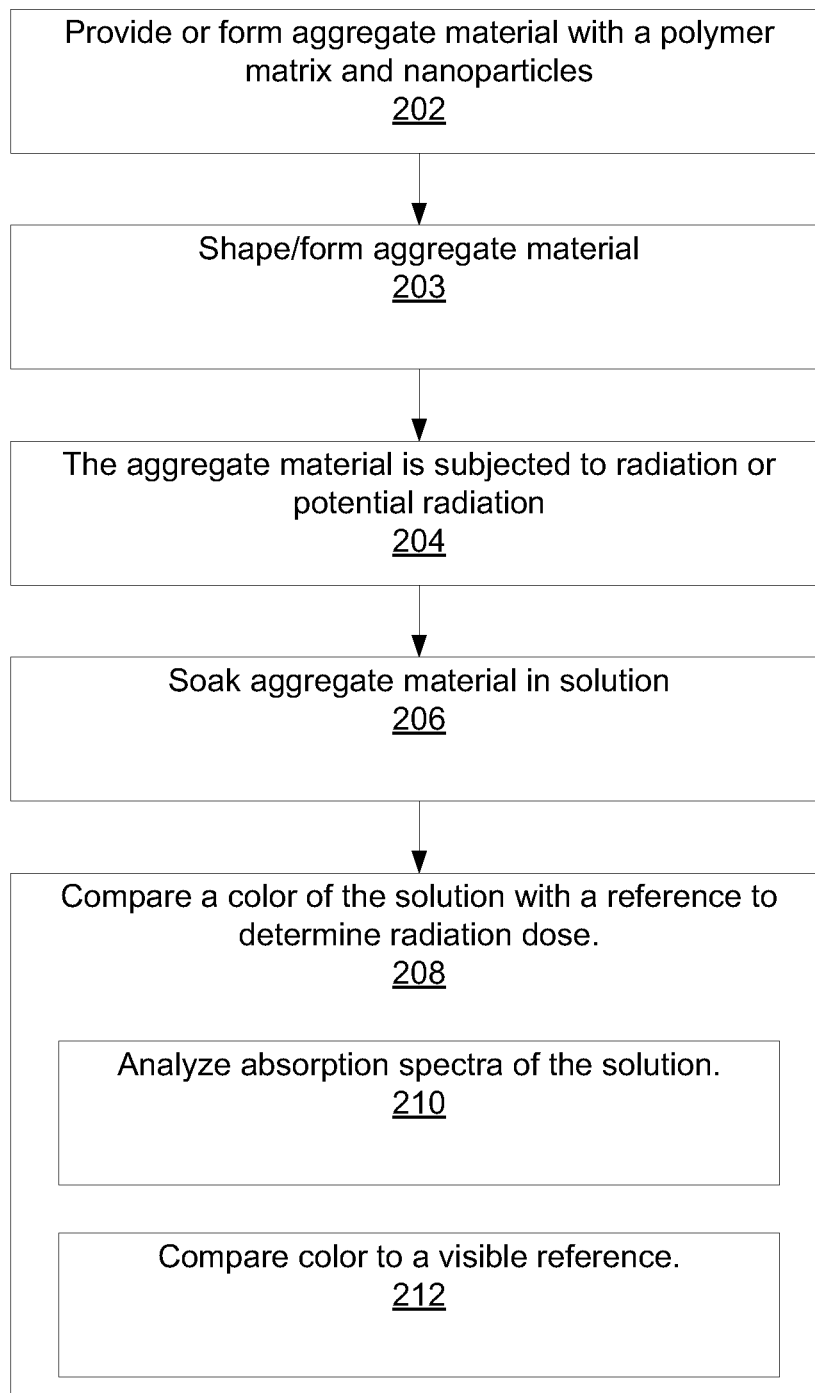 Provide or form aggregate material with a polymer
matrix and nanoparticles
202
Shape/form aggregate material
203
The aggregate material is subjected to radiation or
potential radiation
204
Soak aggregate material in solution
206
Compare a color of the solution with a reference to
determine radiation dose.
208
Analyze absorption spectra of the solution.
210
Compare color to a visible reference.
212